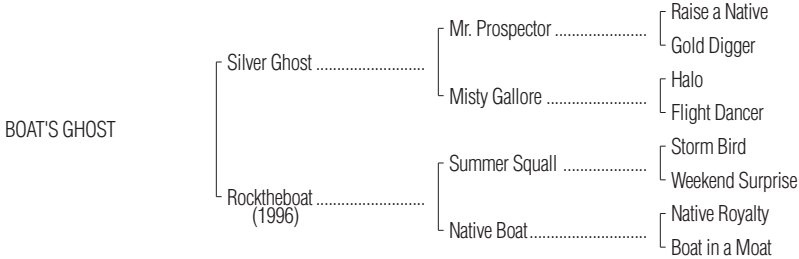 Raise a Native
Mr. Prospector ......................
Gold Digger
Silver Ghost ..........................
Halo
Misty Gallore ........................
Flight Dancer
BOAT'S GHOST
Storm Bird
Summer Squall ....................
Weekend Surprise
Rocktheboat ..........................
(1996)
Native Royalty
Native Boat............................
Boat in a Moat